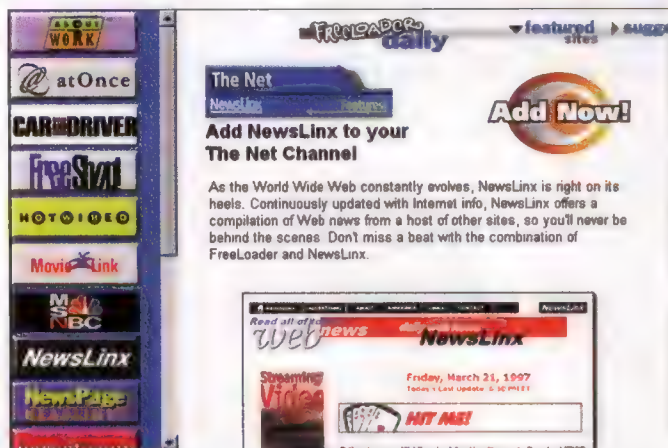 ABOUT
WORK
atOnce
CAR AND DRIVER
FreeShop
HOTWIRED
MovieLink
MSNBC
NewsLinx
NewsPage
FREELOADER
daily
featured
sites
The Net
NewsLinx
Features
Add Now!
Add NewsLinx to your
The Net Channel
As the World Wide Web constantly evolves, NewsLinx is right on its
heels. Continuously updated with Internet info, NewsLinx offers a
compilation of Web news from a host of other sites, so you'll never be
behind the scenes. Don't miss a beat with the combination of
FreeLoader and NewsLinx.
NewsLinx
Read all of to
web news
NewsLinx
Streaming
Video
Friday, March 21, 1997
HIT ME!